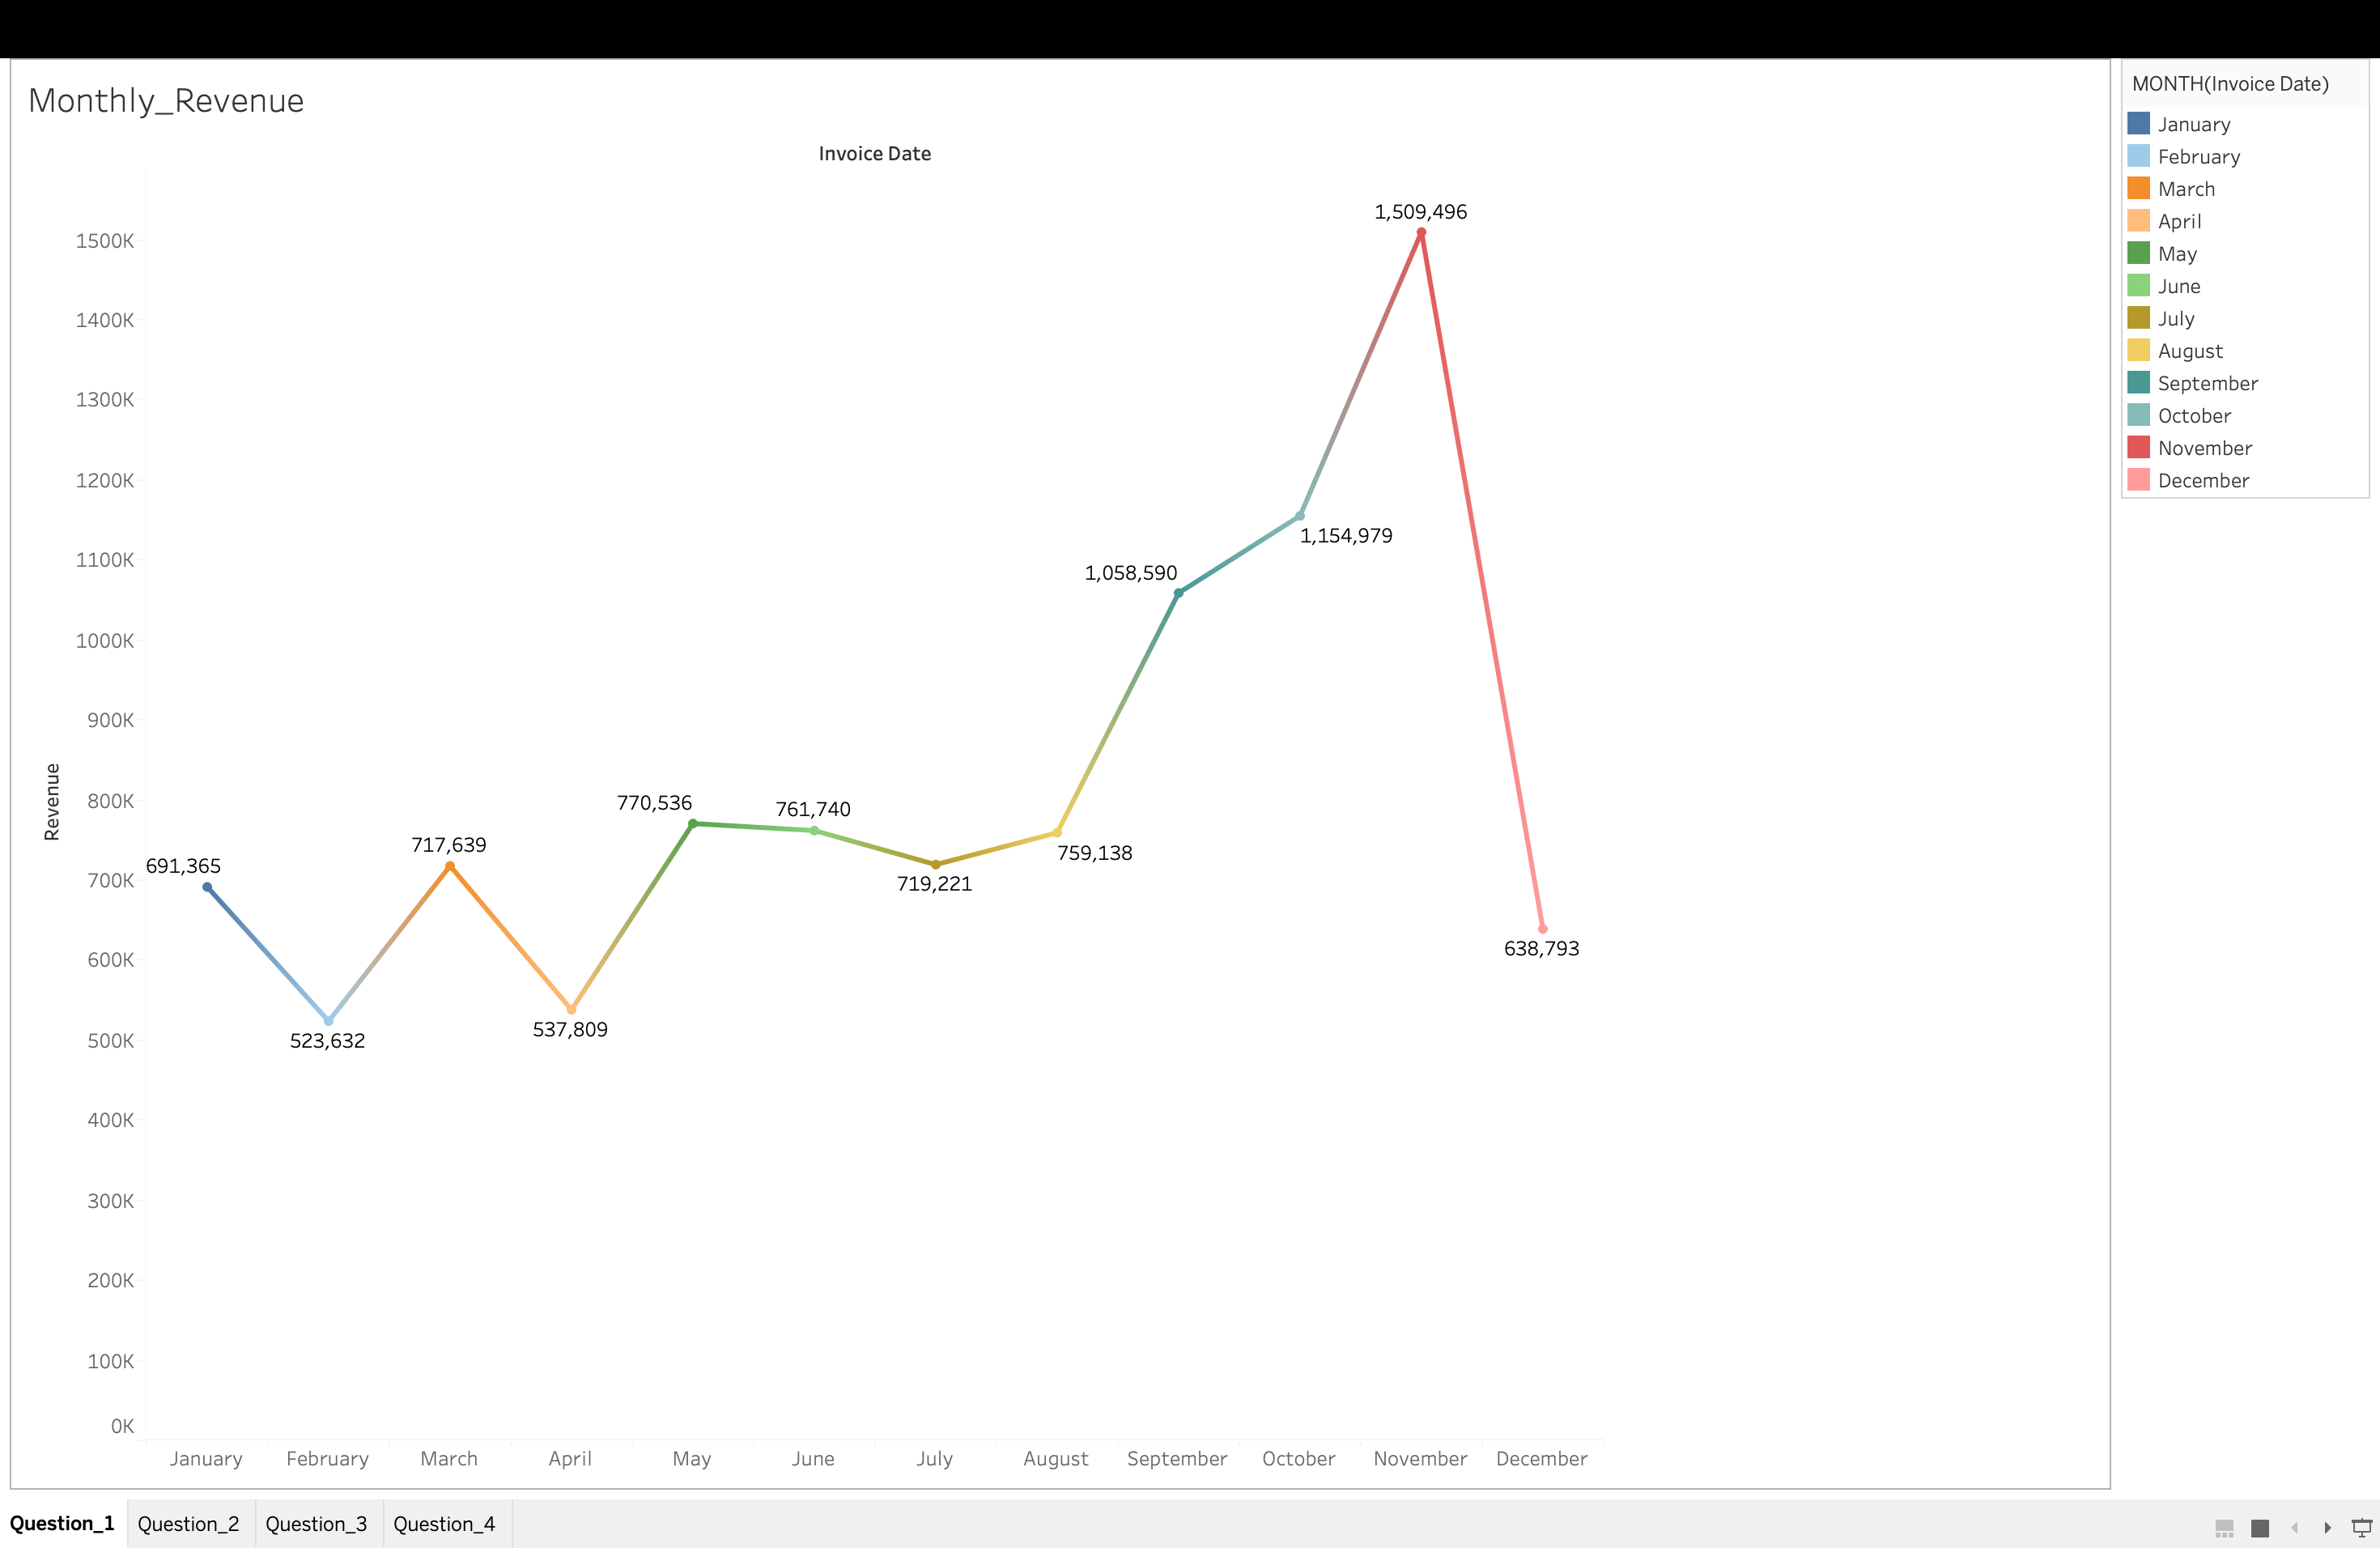 Monthly_Revenue
Invoice Date
Revenue
1500K
1400K
1300K
1200K
1100K
1000K
900K
800K
700K
600K
500K
400K
300K
200K
100K
0K
691,365
523,632
717,639
537,809
770,536
761,740
719,221
759,138
1,058,590
1,154,979
1,509,496
638,793
January February March April May June July August September October November December
MONTH(Invoice Date)
January
February
March
April
May
June
July
August
September
October
November
December
Question_1 Question_2 Question_3 Question_4